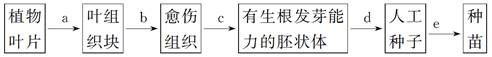 植物 a 叶组 b 愈伤 c 有生根发芽能 d 人工 e 种
叶片 织块 组织 力的胚状体 种子 苗